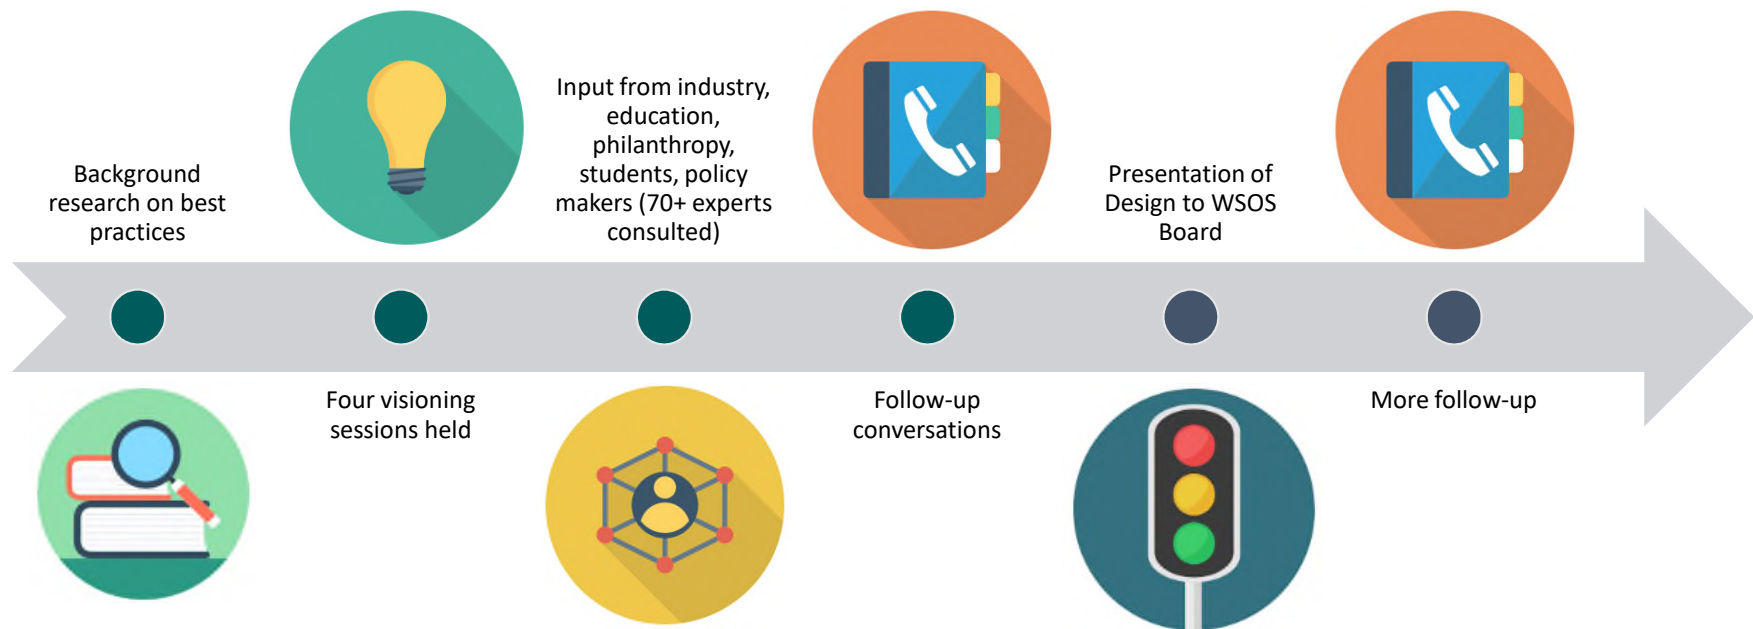 Background
research on best
practices
Four visioning
sessions held
Input from industry,
education,
philanthropy,
students, policy
makers (70+ experts
consulted)
Follow-up
conversations
Presentation of
Design to WSOS
Board
More follow-up